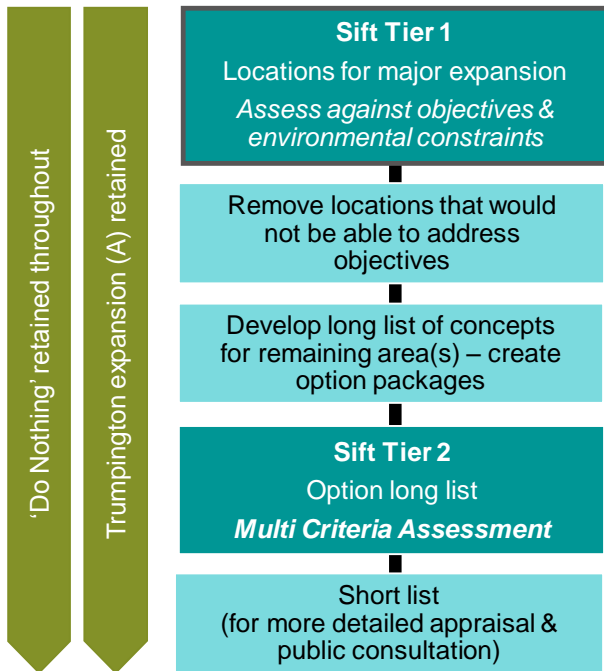 'Do Nothing' retained throughout
Trumpington expansion (A) retained
Sift Tier 1
Locations for major expansion
Assess against objectives &
environmental constraints
Remove locations that would
not be able to address
objectives
Develop long list of concepts
for remaining area(s) – create
option packages
Sift Tier 2
Option long list
Multi Criteria Assessment
Short list
(for more detailed appraisal &
public consultation)